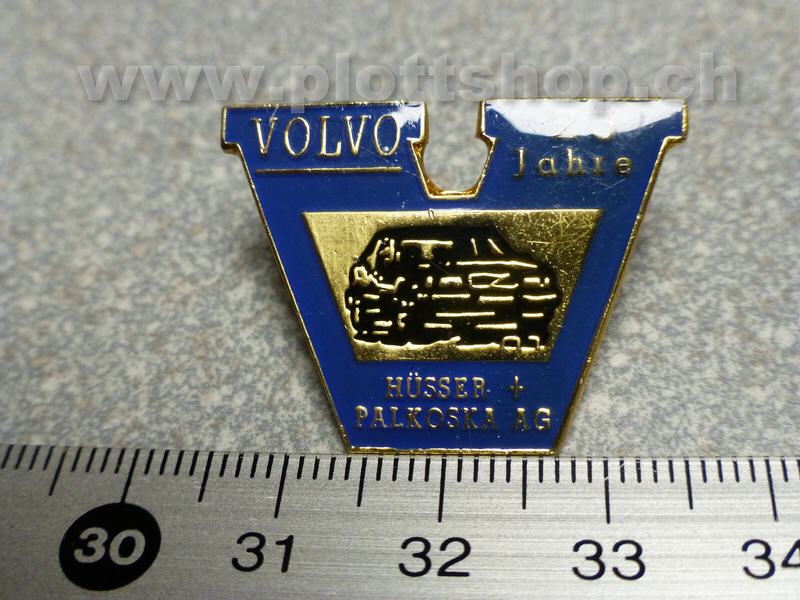 www.plottshop.ch
VOLVO
Jahre
HÜSSER +
PALKOSKA AG
30 31 32 33 34